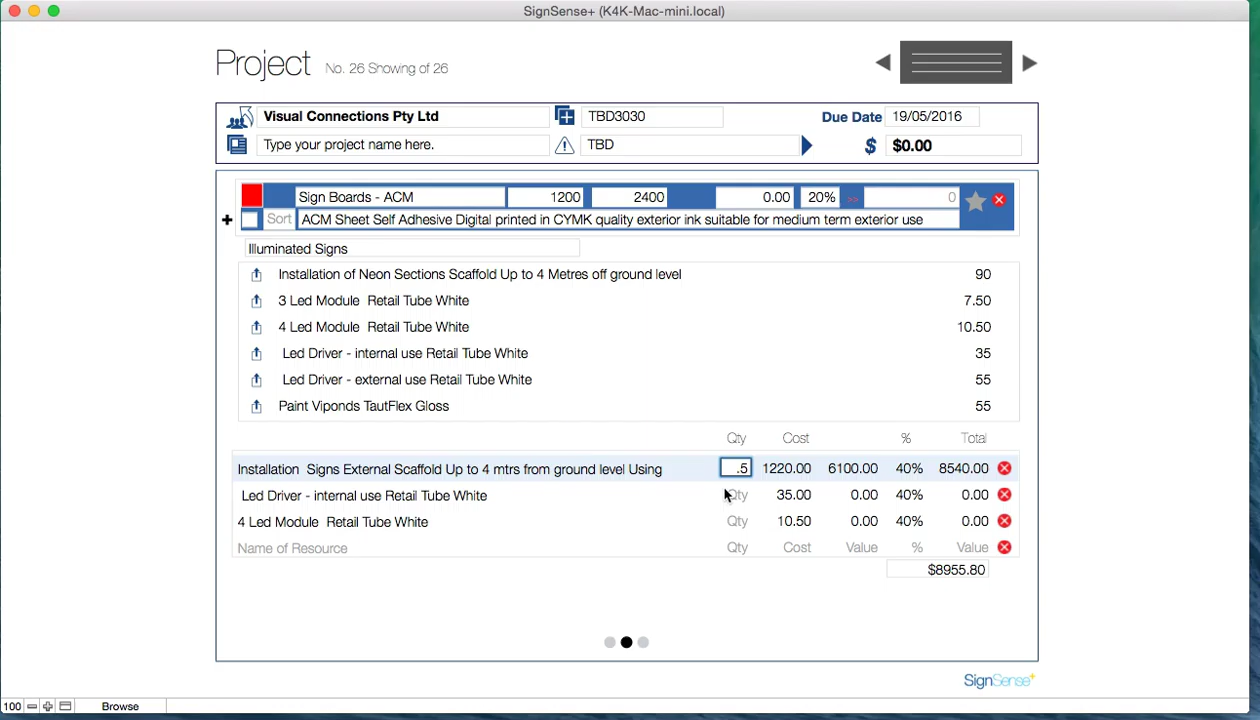 SignSense+ (K4K-Mac-mini.local)
Project No. 26 Showing of 26
Visual Connections Pty Ltd TBD3030 Due Date 19/05/2016
Type your project name here. TBD $ $0.00
Sign Boards - ACM 1200 2400 0.00 20% >> 0
Sort ACM Sheet Self Adhesive Digital printed in CYMK quality exterior ink suitable for medium term exterior use
Illuminated Signs
Installation of Neon Sections Scaffold Up to 4 Metres off ground level 90
3 Led Module Retail Tube White 7.50
4 Led Module Retail Tube White 10.50
Led Driver - internal use Retail Tube White 35
Led Driver - external use Retail Tube White 55
Paint Viponds TautFlex Gloss 55
Qty Cost % Total
Installation Signs External Scaffold Up to 4 mtrs from ground level Using .5 1220.00 6100.00 40% 8540.00
Led Driver - internal use Retail Tube White Qty 35.00 0.00 40% 0.00
4 Led Module Retail Tube White Qty 10.50 0.00 40% 0.00
Name of Resource Qty Cost Value % Value
$8955.80
SignSense+
100 Browse